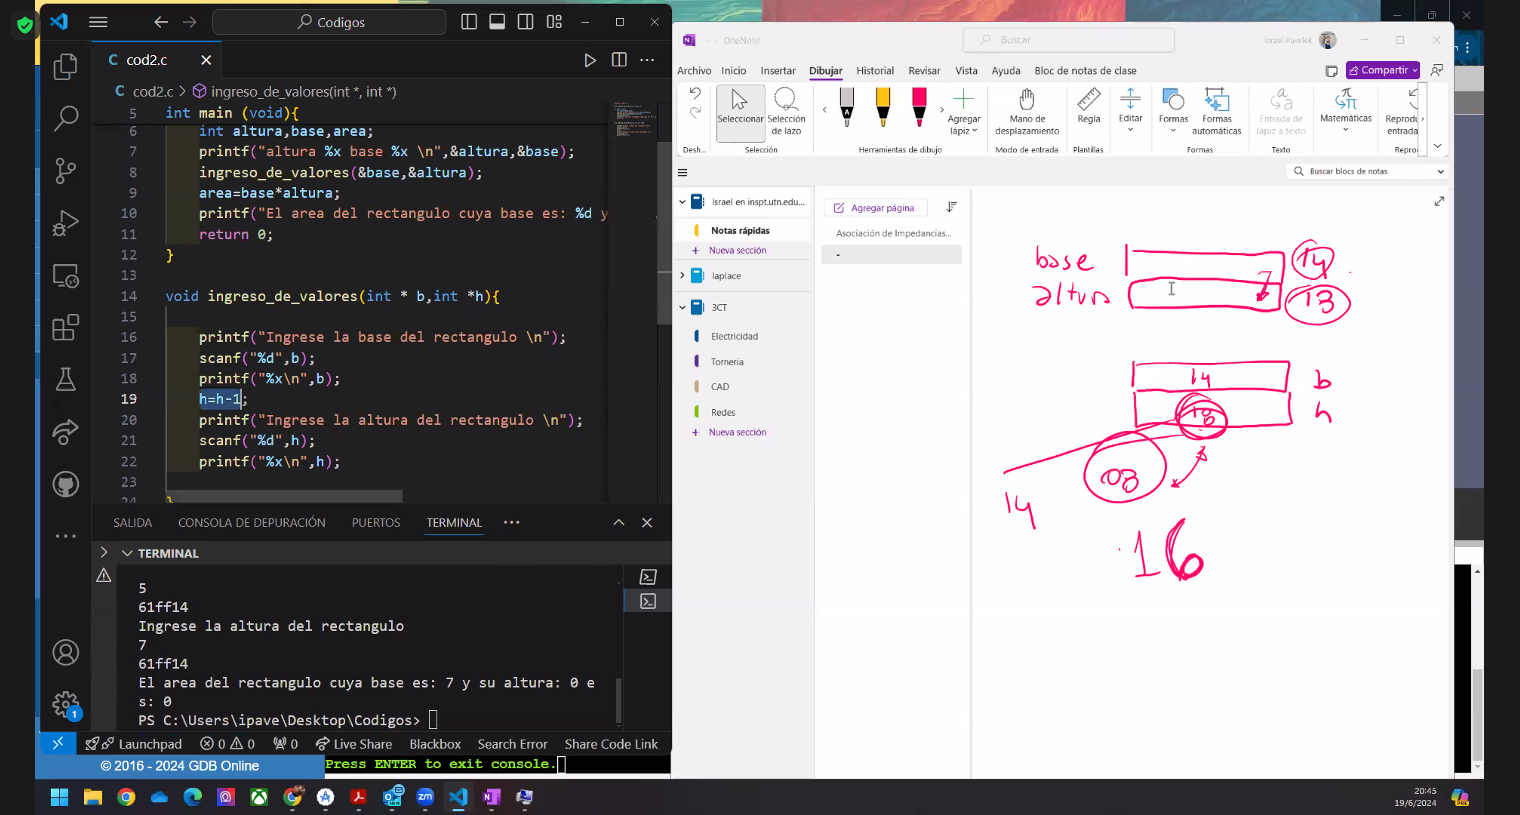 Codigos
cod2.c
cod2.c > ingreso_de_valores(int *, int *)
5 int main (void){
6 int altura,base,area;
7 printf("altura %x base %x \n",&altura,&base);
8 ingreso_de_valores(&base,&altura);
9 area=base*altura;
10 printf("El area del rectangulo cuya base es: %d y
11 return 0;
12 }
13
14 void ingreso_de_valores(int * b,int *h){
15
16 printf("Ingrese la base del rectangulo \n");
17 scanf("%d",b);
18 printf("%x\n",b);
19 h=h-1;
20 printf("Ingrese la altura del rectangulo \n");
21 scanf("%d",h);
22 printf("%x\n",h);
23
24 }
SALIDA CONSOLA DE DEPURACIÓN PUERTOS TERMINAL
TERMINAL
5
61ff14
Ingrese la altura del rectangulo
7
61ff14
El area del rectangulo cuya base es: 7 y su altura: 0 e
s: 0
PS C:\Users\ipave\Desktop\Codigos>
1
Launchpad 0 0 0 Live Share Blackbox Search Error Share Code Link
© 2016 - 2024 GDB Online
Press ENTER to exit console.
OneNote
Buscar
Israel Pavelek
Archivo Inicio Insertar Dibujar Historial Revisar Vista Ayuda Bloc de notas de clase
Compartir
Seleccionar
Selección de lazo
Agregar lápiz
Mano de desplazamiento
Regla
Editar
Formas
Formas automáticas
Entrada de lápiz a texto
Matemáticas
Reprodu
entrada
Desh...
Selección
Herramientas de dibujo
Modo de entrada
Plantillas
Formas
Texto
Repro
Buscar blocs de notas
Israel en inspt.utn.edu...
Notas rápidas
Nueva sección
laplace
3CT
Electricidad
Torneria
CAD
Redes
Nueva sección
Agregar página
Asociación de Impedancias...
-
base 14
altura 7 13
14 b
h
08
14
16
20:45
19/6/2024